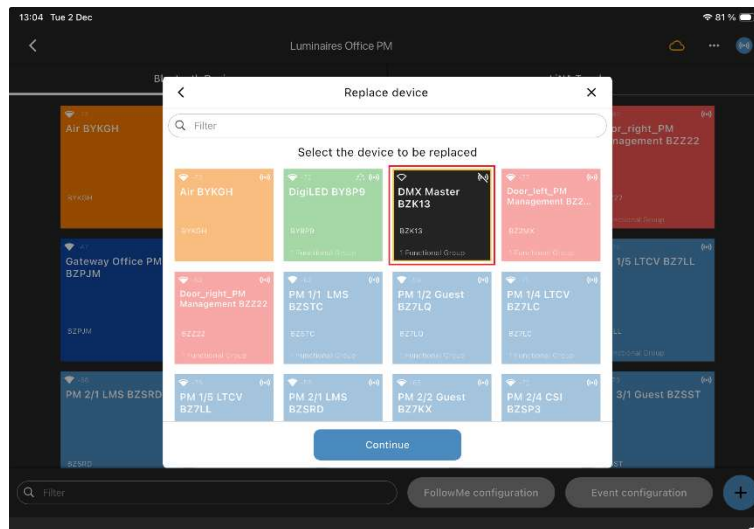 13:04 Tue 2 Dec
81 %
Luminaires Office PM
Replace device
Filter
Select the device to be replaced
Air BYKGH
BYKGH
DigiLED BY8P9
BY8P9
1 Functional Group
DMX Master
BZK13
BZK13
1 Functional Group
Door_left_PM
Management BZ2...
1 Functional Group
Door_right_PM
Management BZZ22
BZZ22
1 Functional Group
PM 1/1 LMS
BZSTC
BZSTC
1 Functional Group
PM 1/2 Guest
BZ7LQ
BZ7LQ
1 Functional Group
PM 1/4 LTCV
BZ7LC
BZ7LC
1 Functional Group
PM 1/5 LTCV
BZ7LL
PM 2/1 LMS
BZSRD
PM 2/2 Guest
BZ7KX
PM 2/4 CSI
BZSP3
Continue
Air BYKGH
BYKGH
Gateway Office PM
BZPJM
BZPJM
PM 2/1 LMS BZSRD
BZSRD
or_right_PM
nagement BZZ22
1/5 LTCV BZ7LL
3/1 Guest BZSST
Filter
FollowMe configuration
Event configuration